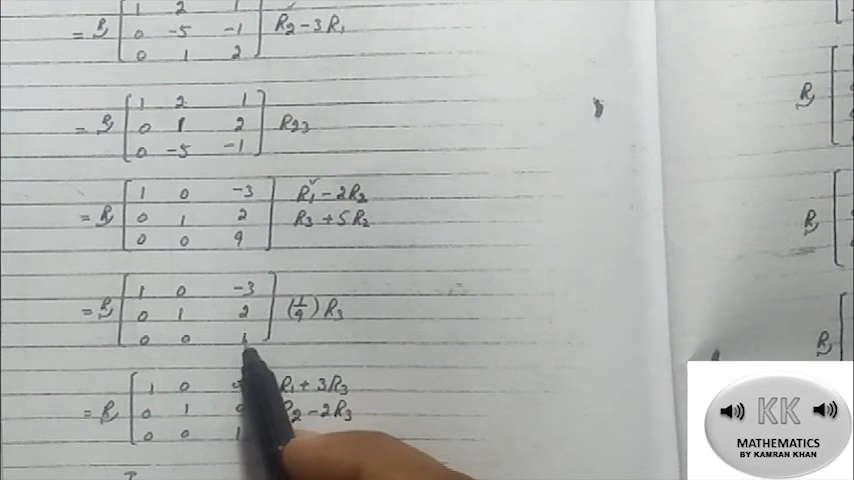 1 2 1
= R 0 -5 -1 R2 - 3R1
0 1 2
1 2 1
= R 0 1 2 R23
0 -5 -1
1 0 -3 R1 - 2R2
= R 0 1 2 R3 + 5R2
0 0 9
1 0 -3
= R 0 1 2 (1/9) R3
0 0 1
1 0 R1 + 3R3
= R 0 1 0 R2 - 2R3
0 0 1
R
R
R
KK
MATHEMATICS
BY KAMRAN KHAN